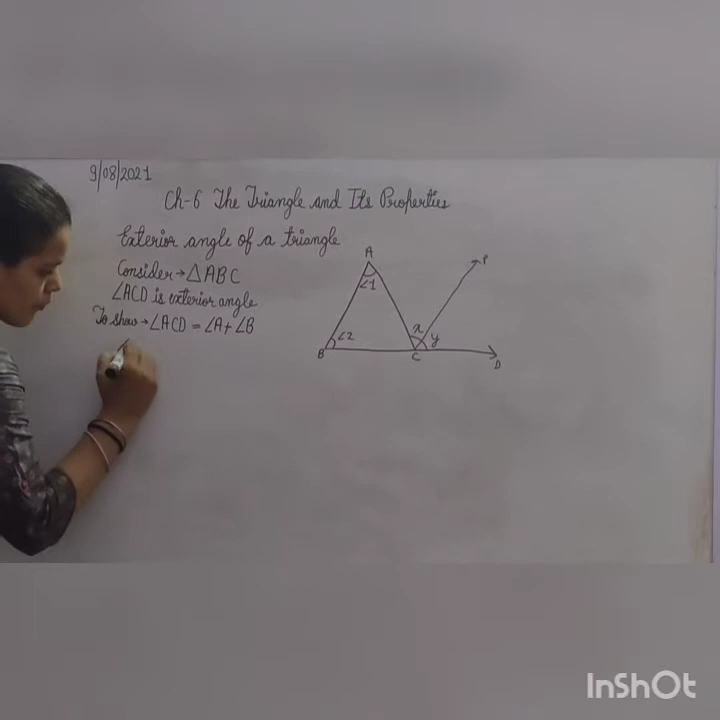 9/08/2021
Ch-6 The Triangle and Its Properties
Exterior angle of a triangle
Consider → △ABC
∠ACD is exterior angle
To show → ∠ACD = ∠A + ∠B
A
∠1
∠2
B
x
y
C
P
D
InShOt